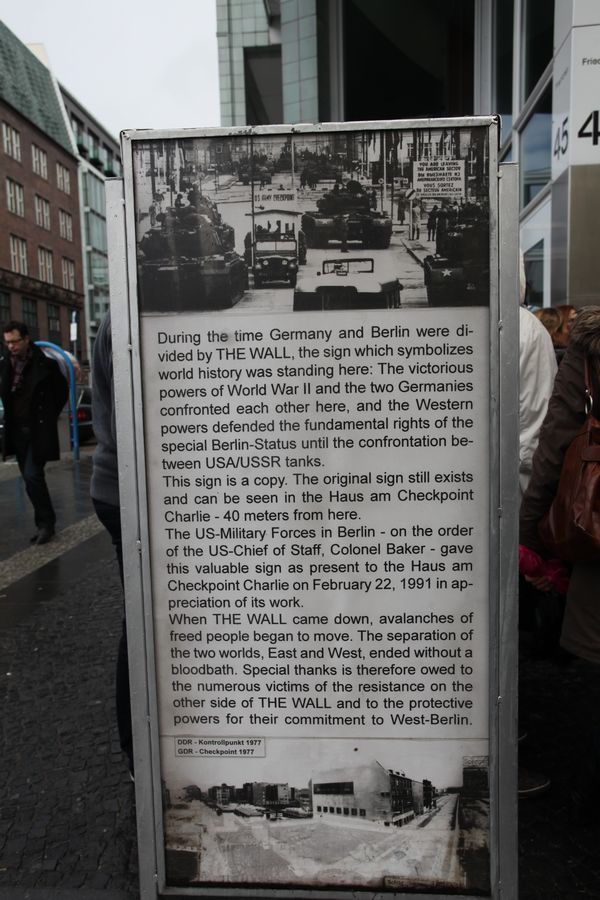 YOU ARE LEAVING
THE AMERICAN SECTOR
VOUS SORTEZ
DU SECTEUR AMÉRICAIN
US ARMY CHECKPOINT
Fried
45
4
During the time Germany and Berlin were di-
vided by THE WALL, the sign which symbolizes
world history was standing here: The victorious
powers of World War II and the two Germanies
confronted each other here, and the Western
powers defended the fundamental rights of the
special Berlin-Status until the confrontation be-
tween USA/USSR tanks.
This sign is a copy. The original sign still exists
and can be seen in the Haus am Checkpoint
Charlie - 40 meters from here.
The US-Military Forces in Berlin - on the order
of the US-Chief of Staff, Colonel Baker - gave
this valuable sign as present to the Haus am
Checkpoint Charlie on February 22, 1991 in ap-
preciation of its work.
When THE WALL came down, avalanches of
freed people began to move. The separation of
the two worlds, East and West, ended without a
bloodbath. Special thanks is therefore owed to
the numerous victims of the resistance on the
other side of THE WALL and to the protective
powers for their commitment to West-Berlin.
DDR - Kontrollpunkt 1977
GDR - Checkpoint 1977